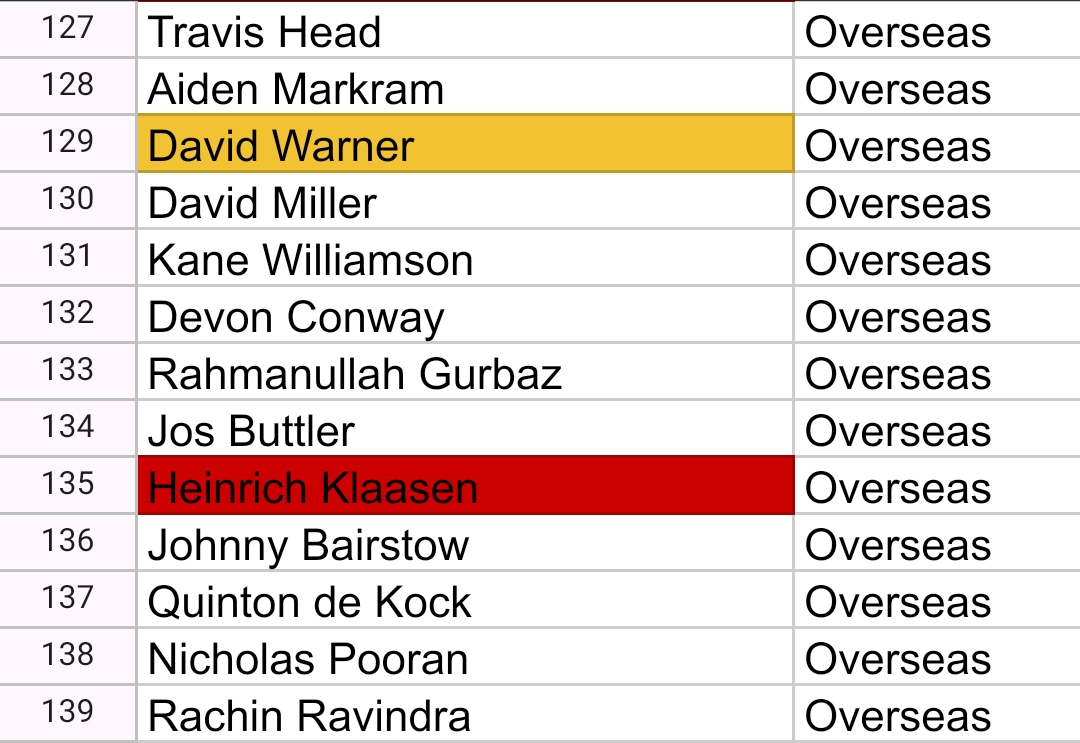 127 Travis Head Overseas
128 Aiden Markram Overseas
129 David Warner Overseas
130 David Miller Overseas
131 Kane Williamson Overseas
132 Devon Conway Overseas
133 Rahmanullah Gurbaz Overseas
134 Jos Buttler Overseas
135 Heinrich Klaasen Overseas
136 Johnny Bairstow Overseas
137 Quinton de Kock Overseas
138 Nicholas Pooran Overseas
139 Rachin Ravindra Overseas